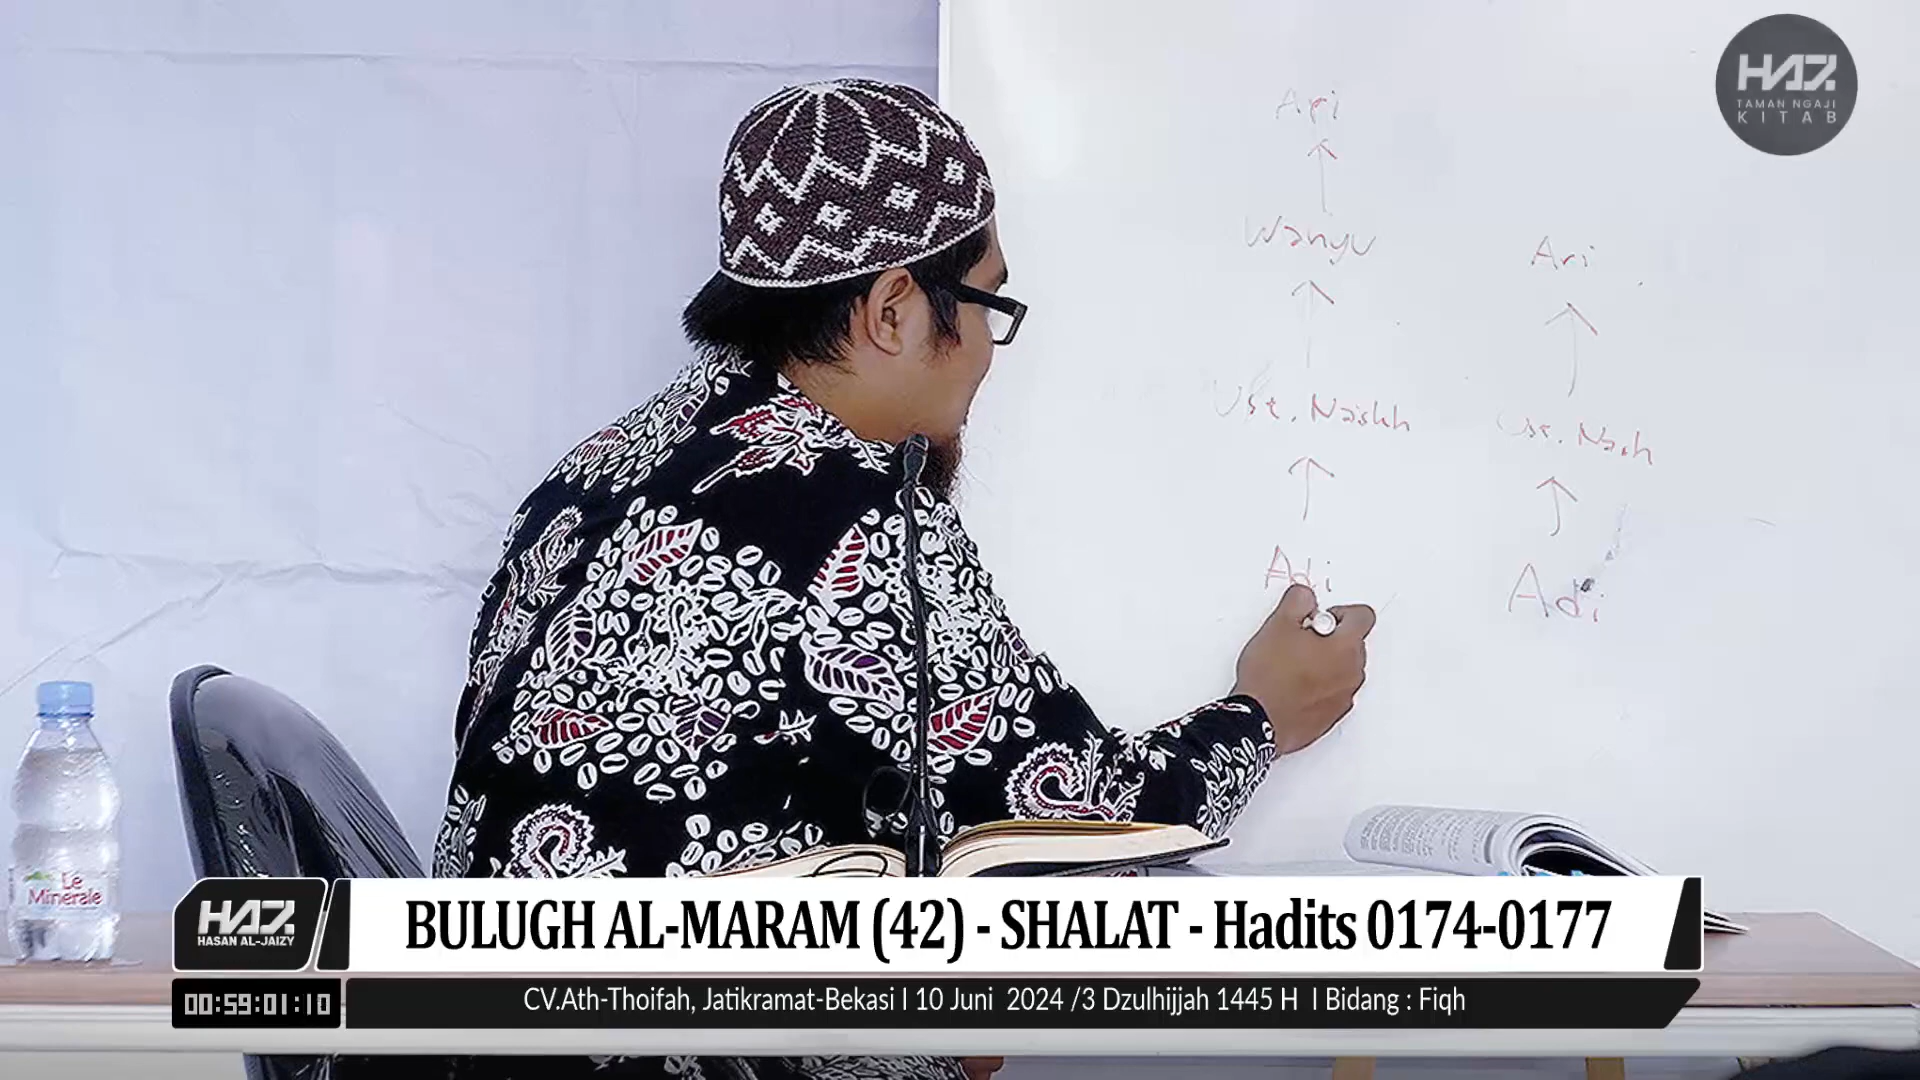 HAZ.
TAMAN NGAJI
KITAB
Ari
Wahyu
Ari
Ust. Naskh
Ust. Na
Adi
Adi
Le
Minerale
HAZ.
HASAN AL-JAIZY
BULUGH AL-MARAM (42) - SHALAT - Hadits 0174-0177
00:59:01:10
CV.Ath-Thoifah, Jatikramat-Bekasi I 10 Juni 2024 /3 Dzulhijjah 1445 H I Bidang : Fiqh